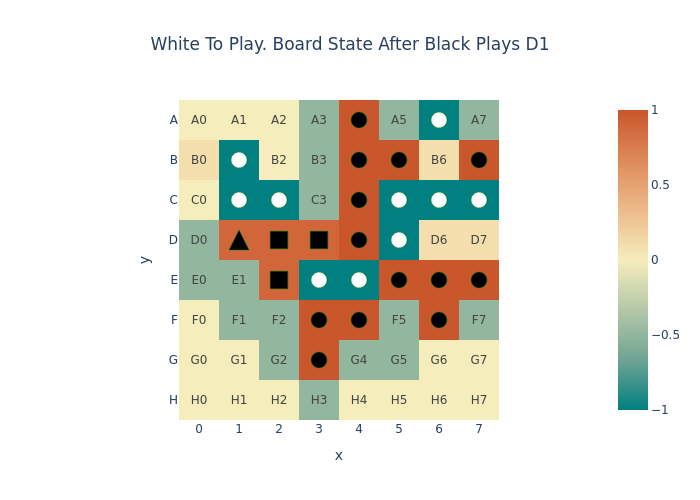 White To Play. Board State After Black Plays D1
A A0 A1 A2 A3 A5 A7
B B0 B2 B3 B6
C C0 C3
D D0 D6 D7
E E0 E1
F F0 F1 F2 F5 F7
G G0 G1 G2 G4 G5 G6 G7
H H0 H1 H2 H3 H4 H5 H6 H7
0 1 2 3 4 5 6 7
x
y
1
0.5
0
−0.5
−1